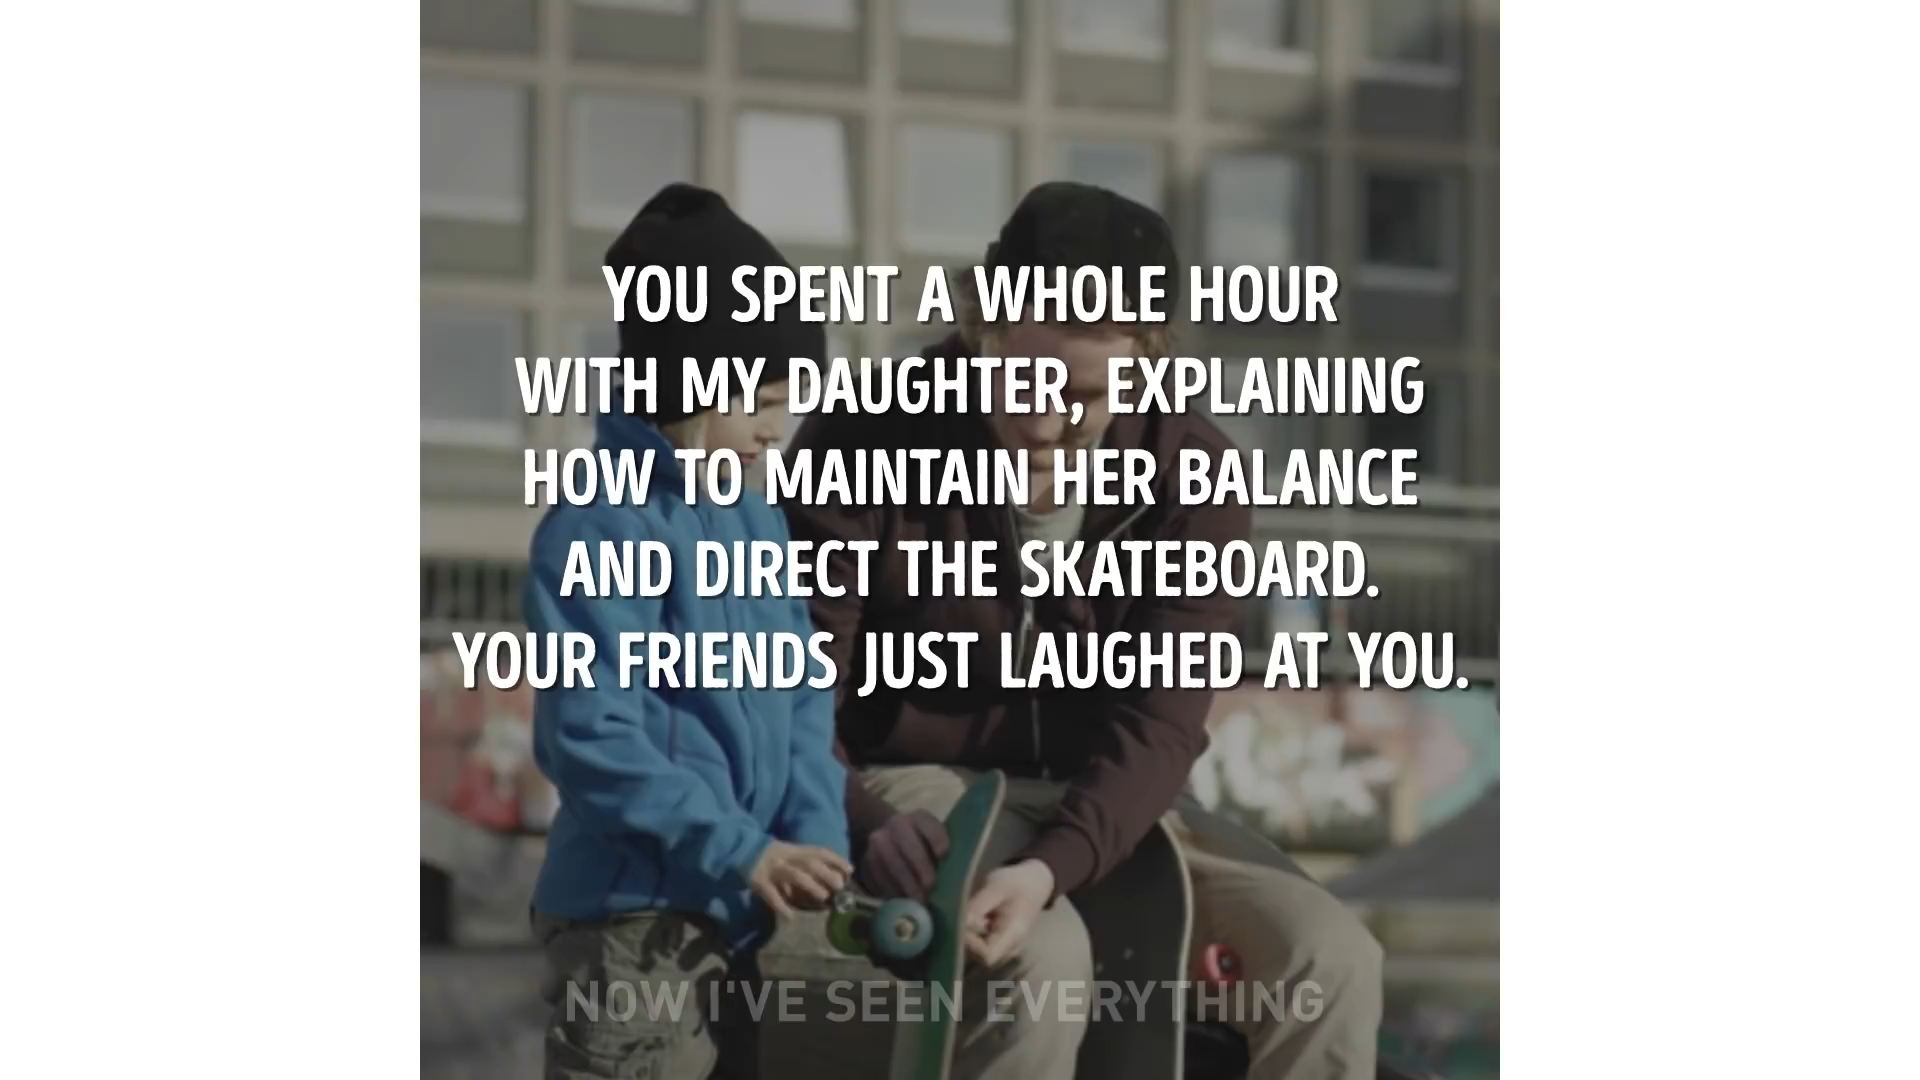 YOU SPENT A WHOLE HOUR
WITH MY DAUGHTER, EXPLAINING
HOW TO MAINTAIN HER BALANCE
AND DIRECT THE SKATEBOARD.
YOUR FRIENDS JUST LAUGHED AT YOU.
NOW I'VE SEEN EVERYTHING